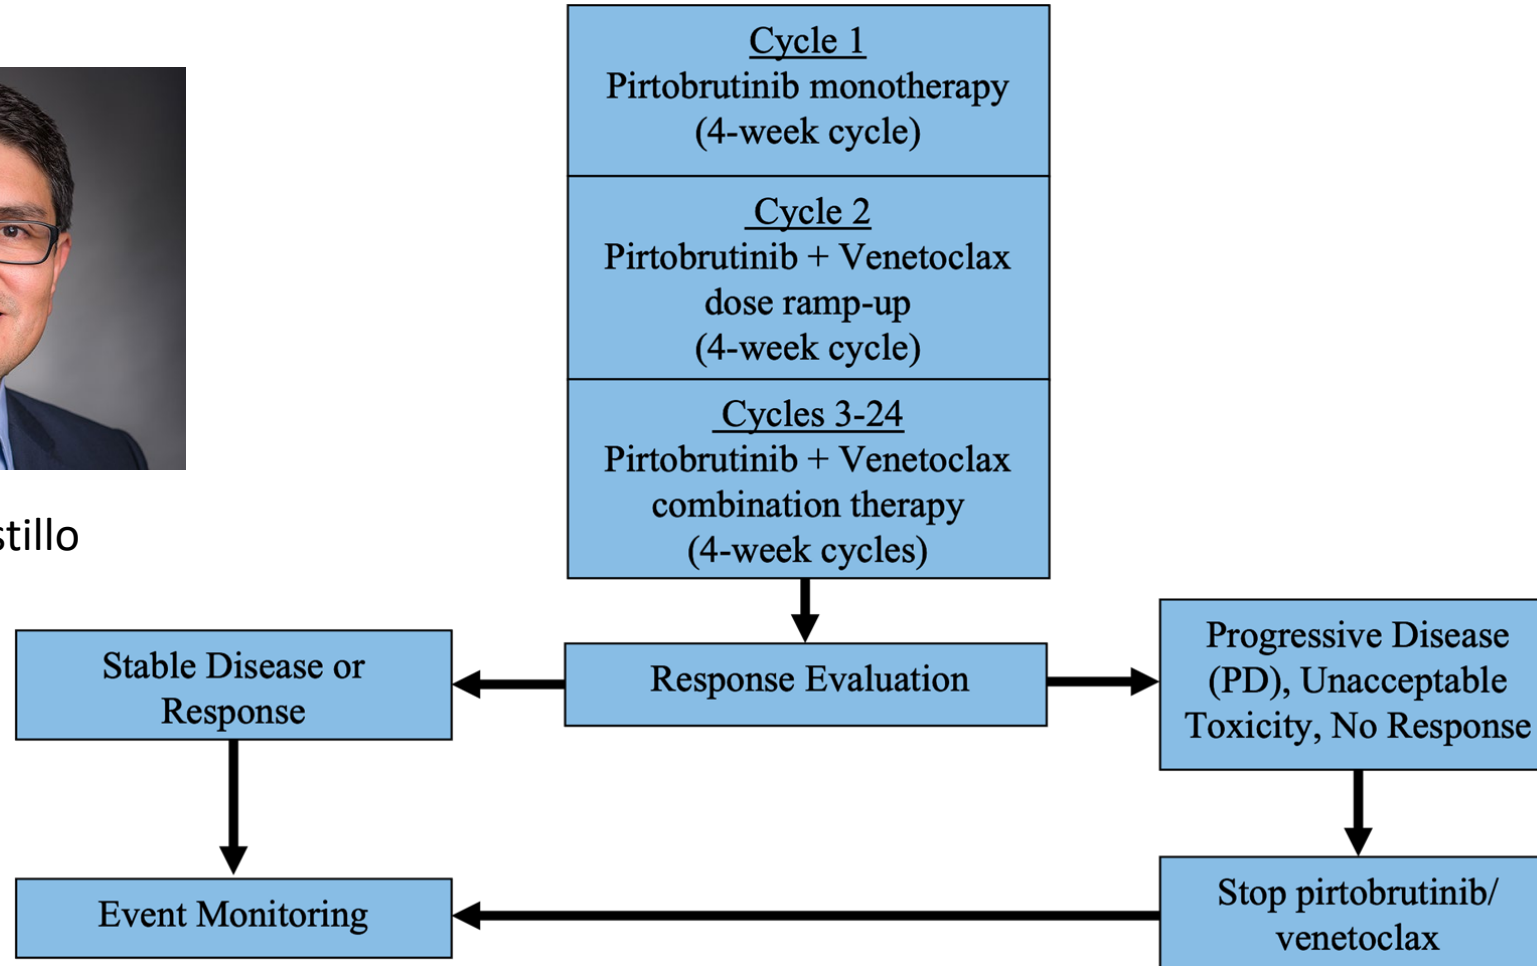 Cycle 1
Pirtobrutinib monotherapy
(4-week cycle)
Cycle 2
Pirtobrutinib + Venetoclax
dose ramp-up
(4-week cycle)
Cycles 3-24
Pirtobrutinib + Venetoclax
combination therapy
(4-week cycles)
stillo
Stable Disease or
Response
Response Evaluation
Progressive Disease
(PD), Unacceptable
Toxicity, No Response
Event Monitoring
Stop pirtobrutinib/
venetoclax